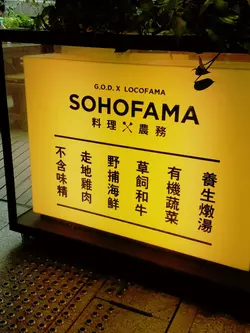 G.O.D. X LOCOFAMA
SOHOFAMA
料理 X 農務
養生燉湯
有機蔬菜
草飼和牛
野捕海鮮
走地雞肉
不含味精